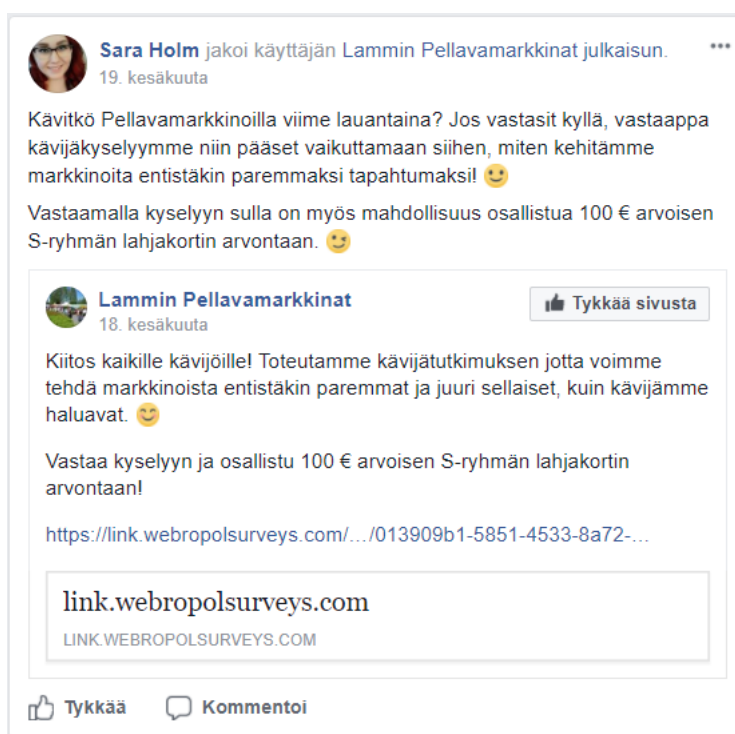 Sara Holm jakoi käyttäjän Lammin Pellavamarkkinat julkaisun.
19. kesäkuuta
Kävitkö Pellavamarkkinoilla viime lauantaina? Jos vastasit kyllä, vastaappa
kävijäkyselyymme niin pääset vaikuttamaan siihen, miten kehitämme
markkinoita entistäkin paremmaksi tapahtumaksi! 🙂
Vastaamalla kyselyyn sulla on myös mahdollisuus osallistua 100 € arvoisen
S-ryhmän lahjakortin arvontaan. 😉
Lammin Pellavamarkkinat
Tykkää sivusta
18. kesäkuuta
Kiitos kaikille kävijöille! Toteutamme kävijätutkimuksen jotta voimme
tehdä markkinoista entistäkin paremmat ja juuri sellaiset, kuin kävijämme
haluavat. 😊
Vastaa kyselyyn ja osallistu 100 € arvoisen S-ryhmän lahjakortin
arvontaan!
https://link.webropolsurveys.com/…/013909b1-5851-4533-8a72-…
link.webropolsurveys.com
LINK.WEBROPOLSURVEYS.COM
Tykkää Kommentoi